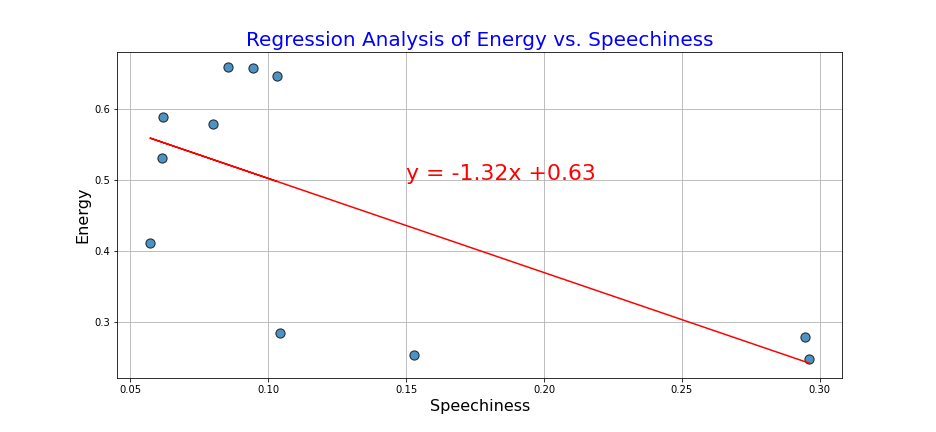 Regression Analysis of Energy vs. Speechiness
0.6
0.5
0.4
0.3
Energy
y = -1.32x +0.63
0.05 0.10 0.15 0.20 0.25 0.30
Speechiness